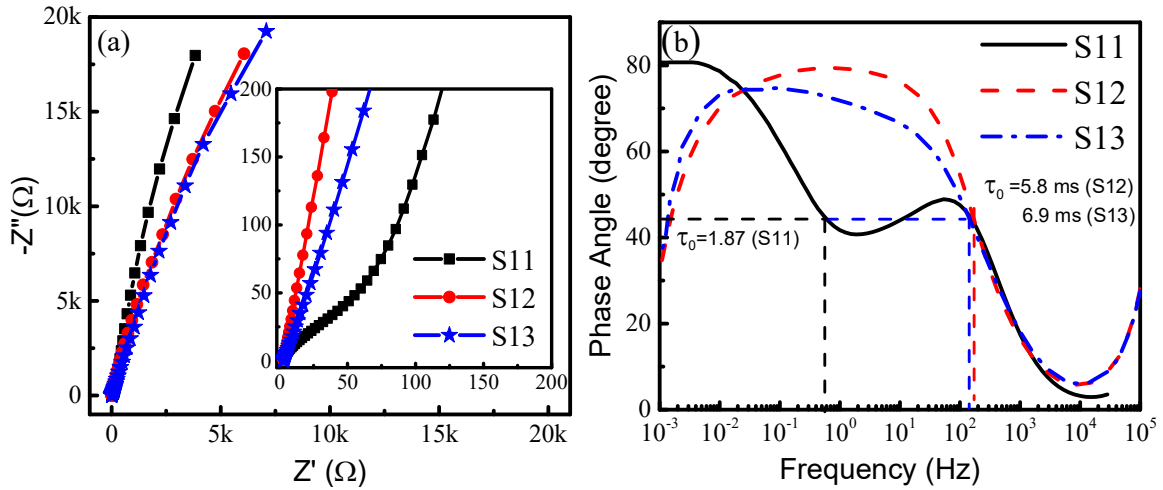 (a)
20k
15k
10k
5k
0
-Z"(Ω)
0
5k
10k
15k
20k
Z' (Ω)
200
150
100
50
0
0
50
100
150
200
S11
S12
S13
S11
S12
S13
(b)
80
60
40
20
0
Phase Angle (degree)
10⁻³
10⁻²
10⁻¹
10⁰
10¹
10²
10³
10⁴
10⁵
Frequency (Hz)
S11
S12
S13
τ₀ =5.8 ms (S12)
6.9 ms (S13)
τ₀=1.87 (S11)